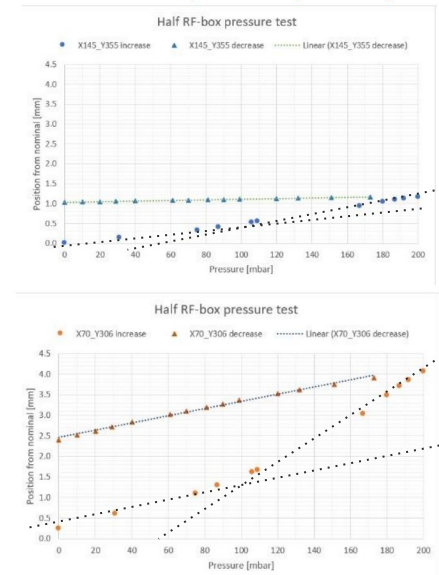 Half RF-box pressure test
X145_Y355 increase X145_Y355 decrease Linear (X145_Y355 decrease)
Position from nominal [mm]
4.5
4.0
3.5
3.0
2.5
2.0
1.5
1.0
0.5
0.0
0 20 40 60 80 100 120 140 160 180 200
Pressure [mbar]
Half RF-box pressure test
X70_Y306 increase X70_Y306 decrease Linear (X70_Y306 decrease)
Position from nominal [mm]
4.5
4.0
3.5
3.0
2.5
2.0
1.5
1.0
0.5
0.0
0 20 40 60 80 100 120 140 160 180 200
Pressure [mbar]